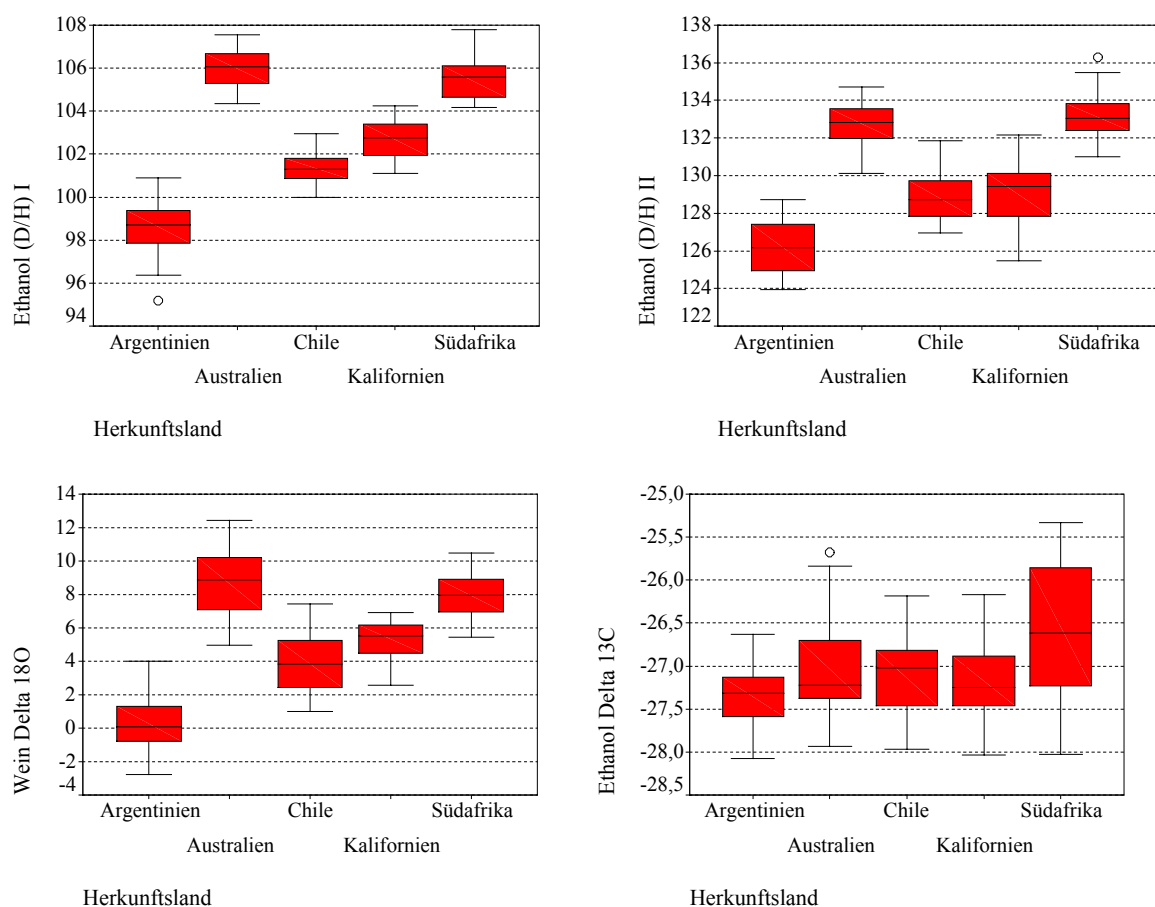 Ethanol (D/H) I
108
106
104
102
100
98
96
94
Argentinien
Chile
Südafrika
Australien
Kalifornien
Herkunftsland
Ethanol (D/H) II
138
136
134
132
130
128
126
124
122
Argentinien
Chile
Südafrika
Australien
Kalifornien
Herkunftsland
Wein Delta 18O
14
12
10
8
6
4
2
0
-2
-4
Argentinien
Chile
Südafrika
Australien
Kalifornien
Herkunftsland
Ethanol Delta 13C
-25,0
-25,5
-26,0
-26,5
-27,0
-27,5
-28,0
-28,5
Argentinien
Chile
Südafrika
Australien
Kalifornien
Herkunftsland